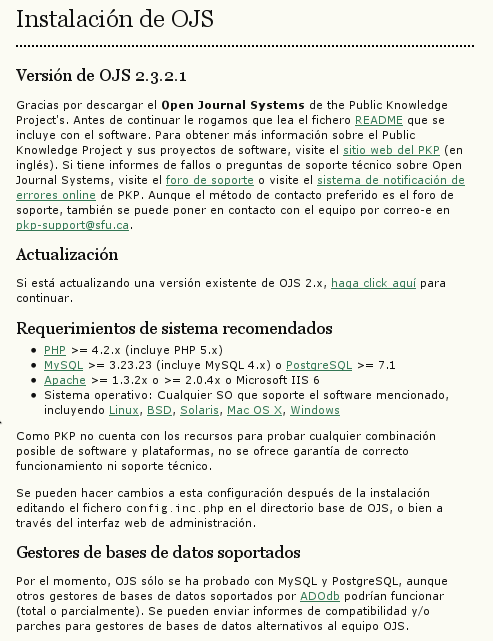 Instalación de OJS
Versión de OJS 2.3.2.1
Gracias por descargar el Open Journal Systems de the Public Knowledge
Project's. Antes de continuar le rogamos que lea el fichero README que se
incluye con el software. Para obtener más información sobre el Public
Knowledge Project y sus proyectos de software, visite el sitio web del PKP (en
inglés). Si tiene informes de fallos o preguntas de soporte técnico sobre Open
Journal Systems, visite el foro de soporte o visite el sistema de notificación de
errores online de PKP. Aunque el método de contacto preferido es el foro de
soporte, también se puede poner en contacto con el equipo por correo-e en
pkp-support@sfu.ca.
Actualización
Si está actualizando una versión existente de OJS 2.x, haga click aquí para
continuar.
Requerimientos de sistema recomendados
• PHP >= 4.2.x (incluye PHP 5.x)
• MySQL >= 3.23.23 (incluye MySQL 4.x) o PostgreSQL >= 7.1
• Apache >= 1.3.2x o >= 2.0.4x o Microsoft IIS 6
• Sistema operativo: Cualquier SO que soporte el software mencionado,
incluyendo Linux, BSD, Solaris, Mac OS X, Windows
Como PKP no cuenta con los recursos para probar cualquier combinación
posible de software y plataformas, no se ofrece garantía de correcto
funcionamiento ni soporte técnico.
Se pueden hacer cambios a esta configuración después de la instalación
editando el fichero config.inc.php en el directorio base de OJS, o bien a
través del interfaz web de administración.
Gestores de bases de datos soportados
Por el momento, OJS sólo se ha probado con MySQL y PostgreSQL, aunque
otros gestores de bases de datos soportados por ADOdb podrían funcionar
(total o parcialmente). Se pueden enviar informes de compatibilidad y/o
parches para gestores de bases de datos alternativos al equipo OJS.